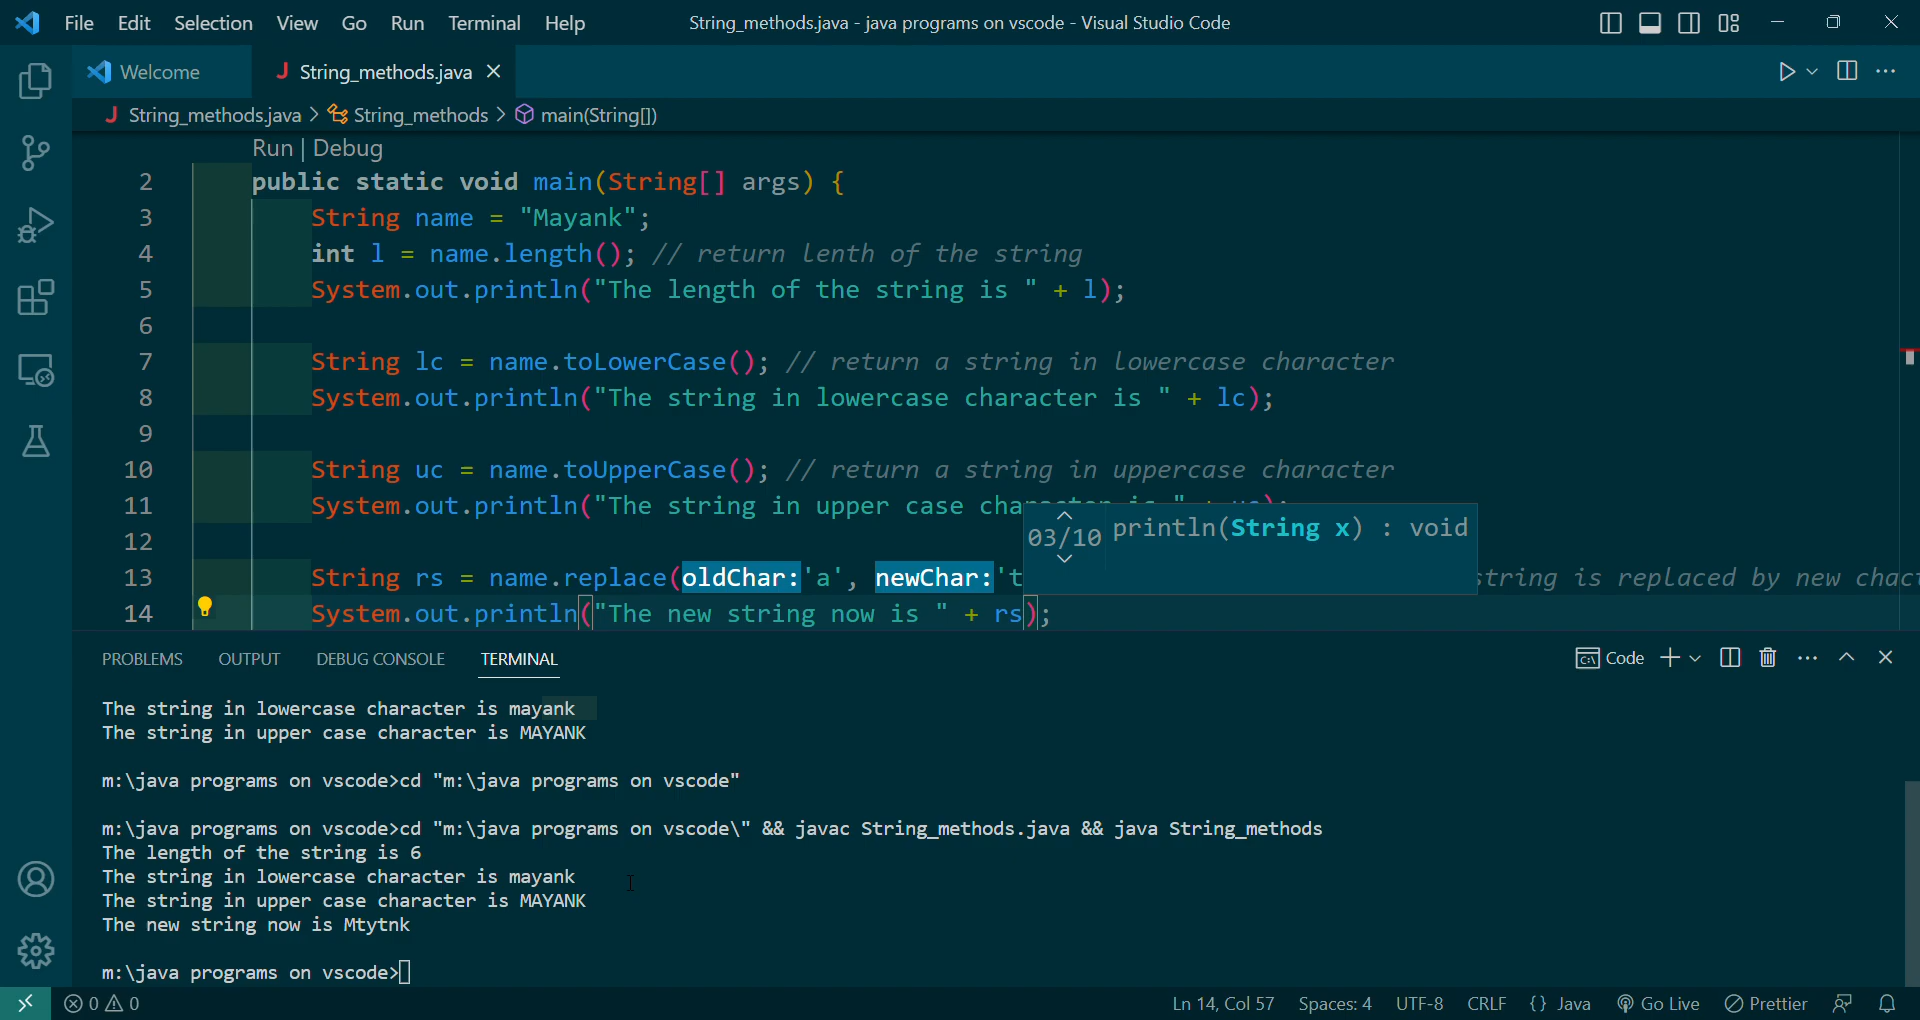 File Edit Selection View Go Run Terminal Help String_methods.java - java programs on vscode - Visual Studio Code
Welcome J String_methods.java
J String_methods.java > String_methods > main(String[])
Run | Debug
2 public static void main(String[] args) {
3 String name = "Mayank";
4 int l = name.length(); // return lenth of the string
5 System.out.println("The length of the string is " + l);
6
7 String lc = name.toLowerCase(); // return a string in lowercase character
8 System.out.println("The string in lowercase character is " + lc);
9
10 String uc = name.toUpperCase(); // return a string in uppercase character
11 System.out.println("The string in upper case character is " + uc);
03/10 println(String x) : void
12
13 String rs = name.replace(oldChar:'a', newChar:'t string is replaced by new chac
14 System.out.println("The new string now is " + rs);
PROBLEMS OUTPUT DEBUG CONSOLE TERMINAL Code
The string in lowercase character is mayank
The string in upper case character is MAYANK
m:\java programs on vscode>cd "m:\java programs on vscode"
m:\java programs on vscode>cd "m:\java programs on vscode\" && javac String_methods.java && java String_methods
The length of the string is 6
The string in lowercase character is mayank
The string in upper case character is MAYANK
The new string now is Mtytnk
m:\java programs on vscode>
0 0 Ln 14, Col 57 Spaces: 4 UTF-8 CRLF {} Java Go Live Prettier